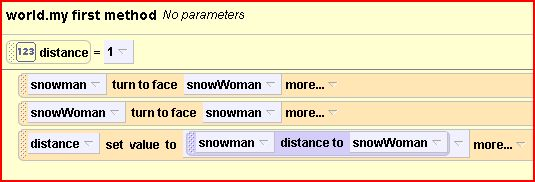 world.my first method No parameters
123 distance = 1
snowman turn to face snowWoman more...
snowWoman turn to face snowman more...
distance set value to snowman distance to snowWoman more...